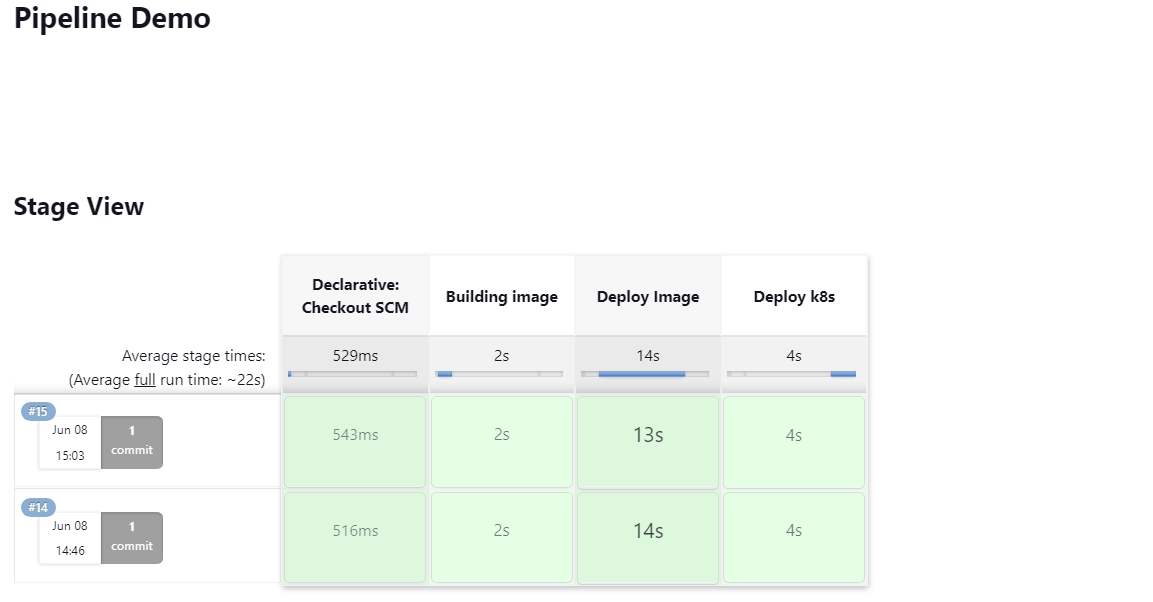 Pipeline Demo
Stage View
Declarative:
Checkout SCM
Building image
Deploy Image
Deploy k8s
Average stage times:
(Average full run time: ~22s)
529ms
2s
14s
4s
#15
Jun 08
15:03
1
commit
543ms
2s
13s
4s
#14
Jun 08
14:46
1
commit
516ms
2s
14s
4s